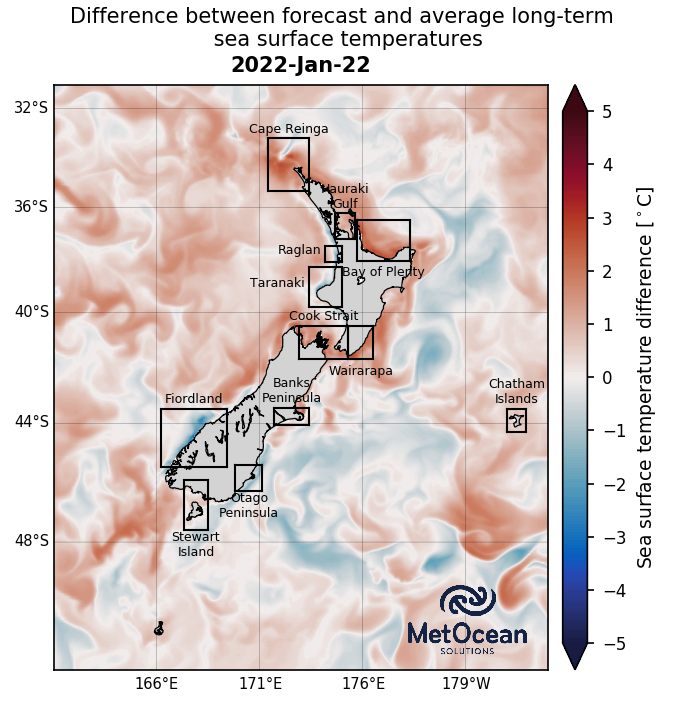 Difference between forecast and average long-term
sea surface temperatures
2022-Jan-22
32°S
36°S
40°S
44°S
48°S
Cape Reinga
Hauraki
Gulf
Raglan
Bay of Plenty
Taranaki
Cook Strait
Wairarapa
Banks
Peninsula
Fiordland
Chatham
Islands
Otago
Peninsula
Stewart
Island
MetOcean
SOLUTIONS
166°E
171°E
176°E
179°W
5
4
3
2
1
0
−1
−2
−3
−4
−5
Sea surface temperature difference [°C]